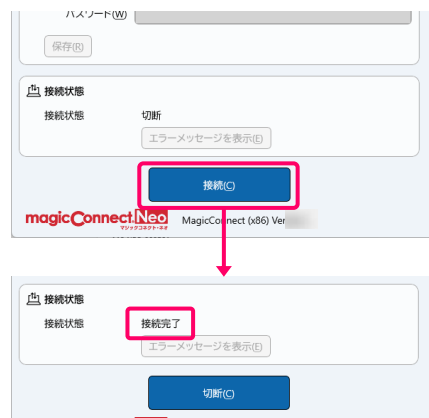 パスワード(W)
保存(R)
接続状態
接続状態 切断
エラーメッセージを表示(E)
接続(C)
magicConnect.Neo
マジックコネクト・ネオ
MagicConnect (x86) Ver
接続状態
接続状態 接続完了
エラーメッセージを表示(E)
切断(C)